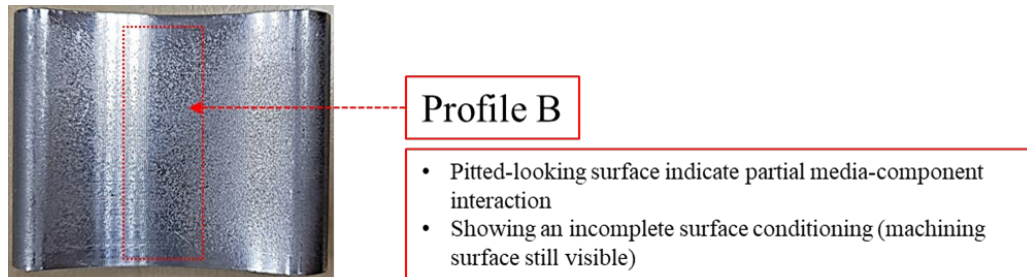 Profile B
• Pitted-looking surface indicate partial media-component
interaction
• Showing an incomplete surface conditioning (machining
surface still visible)